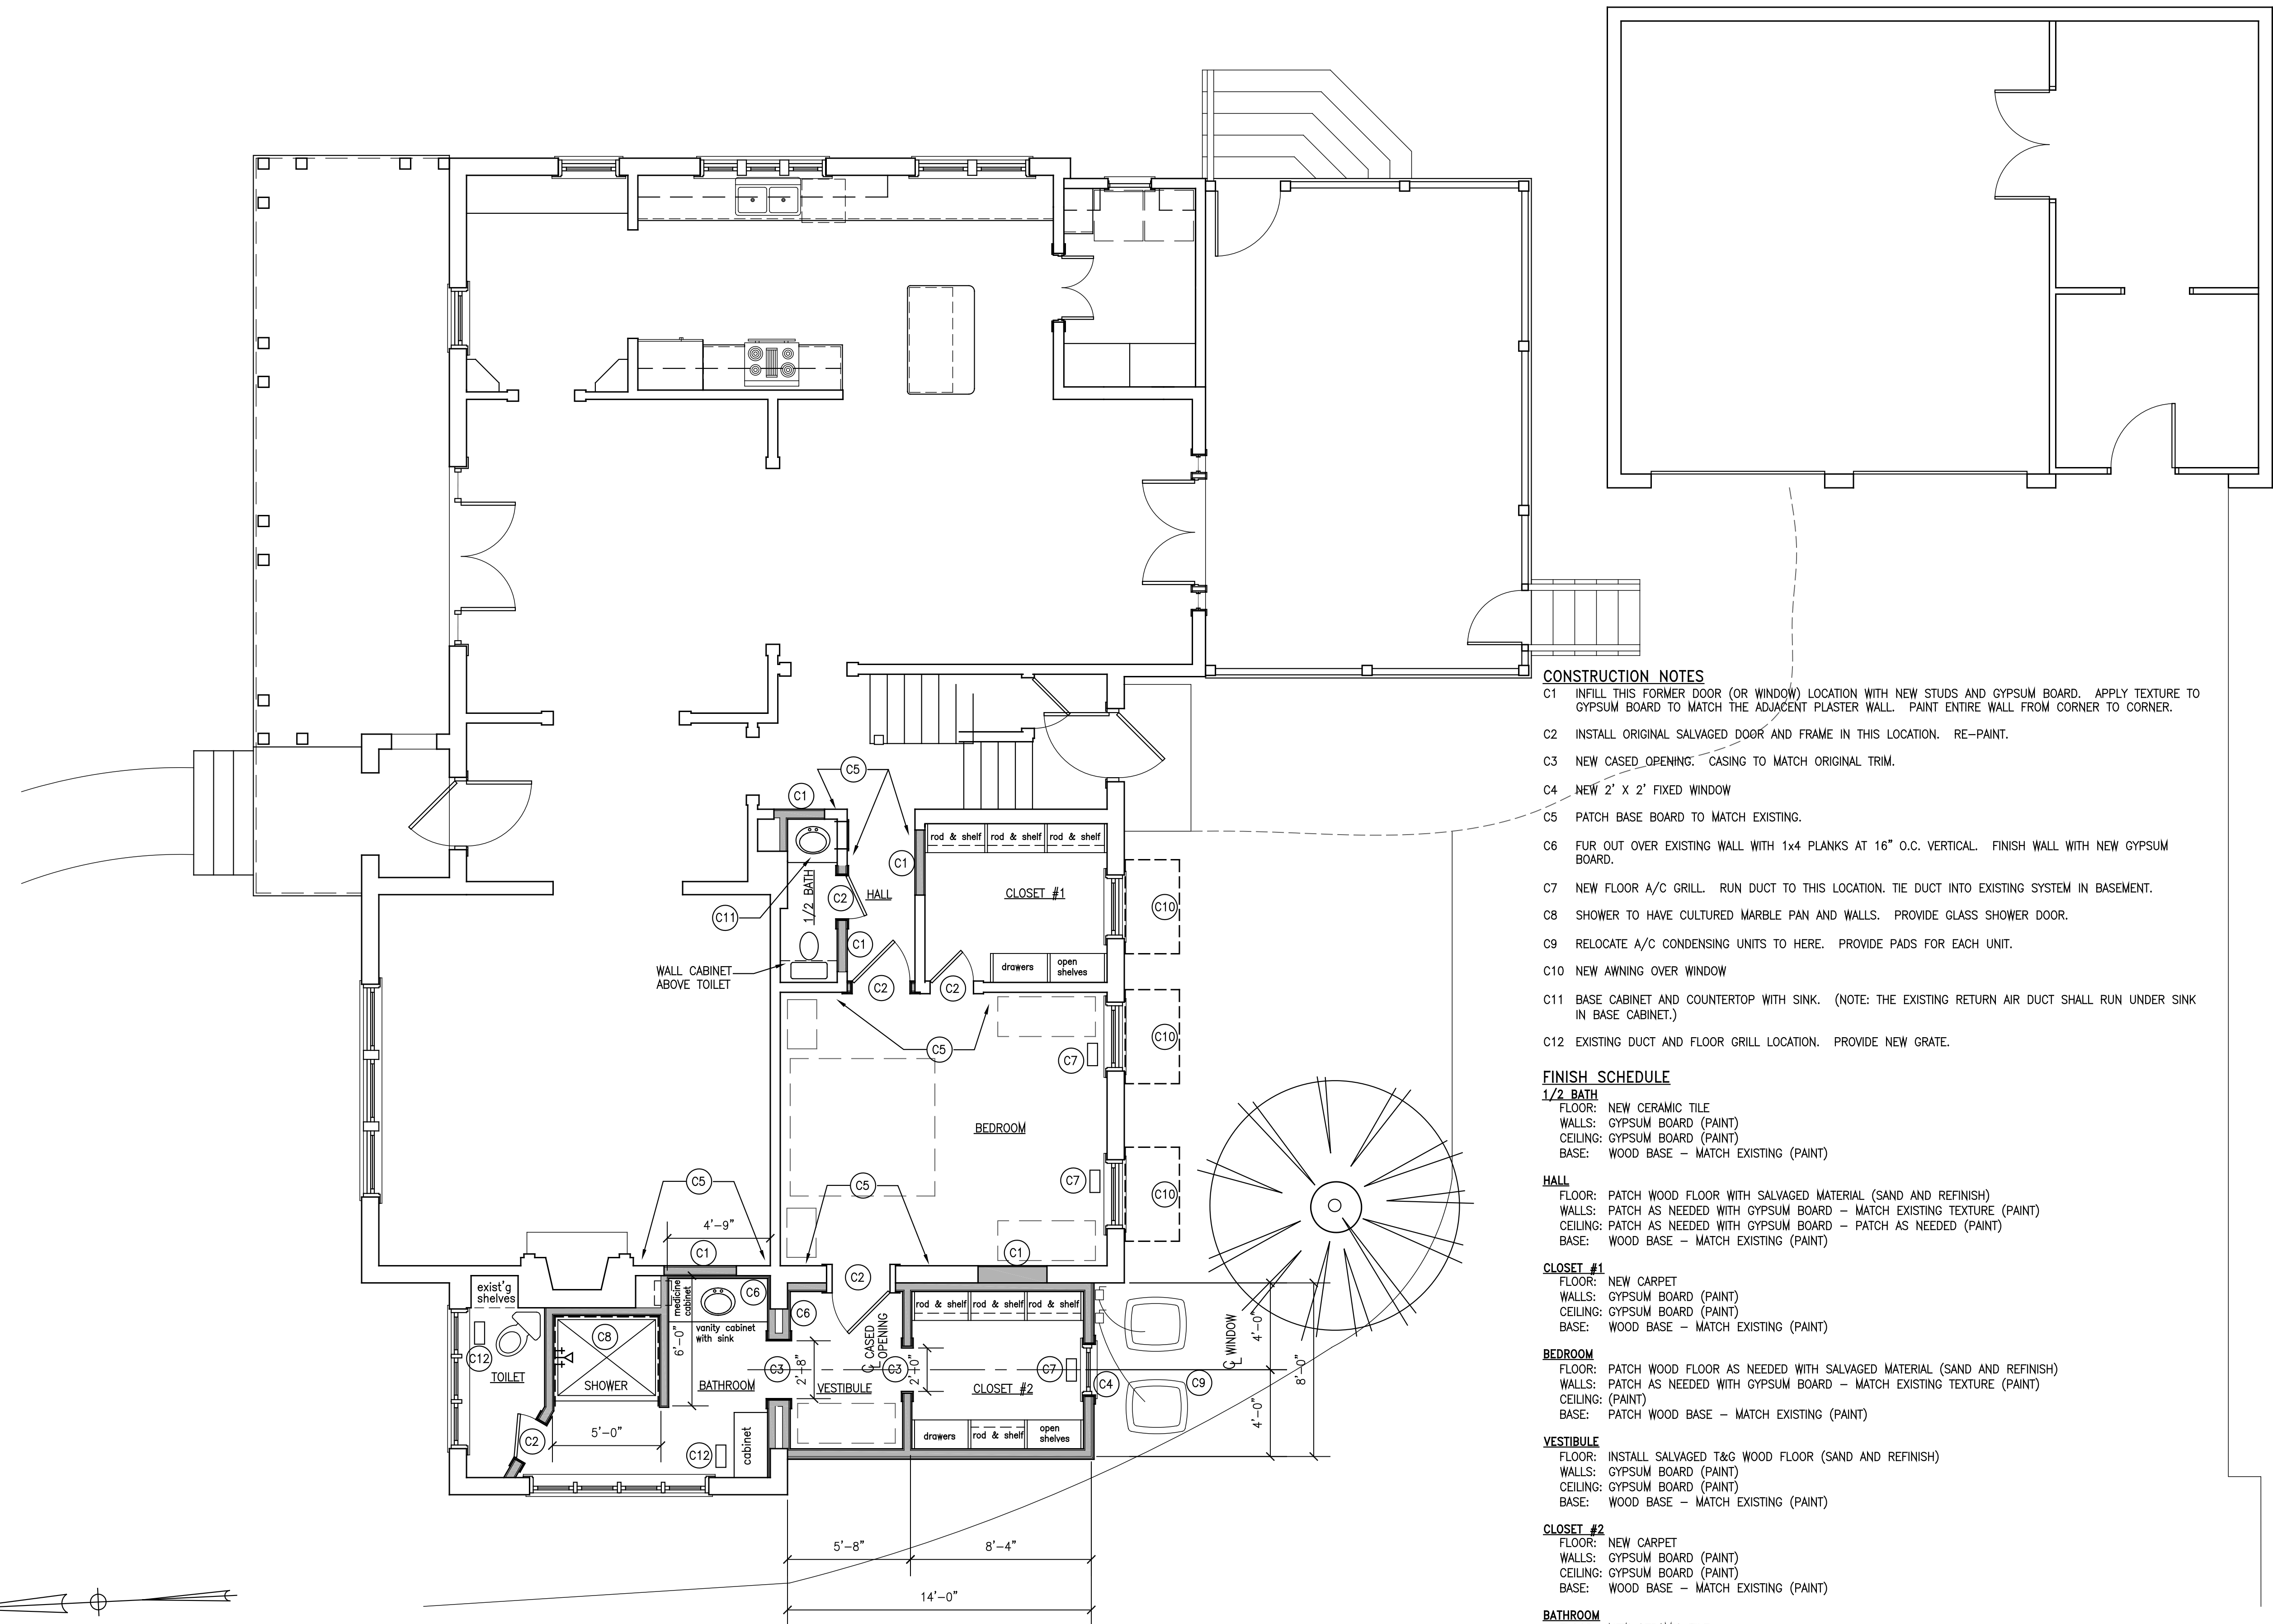 C5
C1
C1
rod & shelf
rod & shelf
rod & shelf
C11
1/2 BATH
C2
HALL
CLOSET #1
C10
C1
WALL CABINET
ABOVE TOILET
drawers
open
shelves
C2
C2
C5
C7
C10
BEDROOM
C5
C5
C7
C10
4'-9"
C1
C2
C1
exist'g
shelves
medicine
cabinet
C6
C6
rod & shelf
rod & shelf
rod & shelf
C8
vanity cabinet
with sink
6'-0"
C12
TOILET
SHOWER
BATHROOM
C3
2'-8"
VESTIBULE
CL CASED
OPENING
C3
2'-0"
CLOSET #2
C7
C4
C9
CL WINDOW
4'-0"
8'-0"
4'-0"
C2
5'-0"
C12
cabinet
drawers
rod & shelf
open
shelves
5'-8"
8'-4"
14'-0"
CONSTRUCTION NOTES
C1 INFILL THIS FORMER DOOR (OR WINDOW) LOCATION WITH NEW STUDS AND GYPSUM BOARD. APPLY TEXTURE TO
GYPSUM BOARD TO MATCH THE ADJACENT PLASTER WALL. PAINT ENTIRE WALL FROM CORNER TO CORNER.
C2 INSTALL ORIGINAL SALVAGED DOOR AND FRAME IN THIS LOCATION. RE-PAINT.
C3 NEW CASED OPENING. CASING TO MATCH ORIGINAL TRIM.
C4 NEW 2' X 2' FIXED WINDOW
C5 PATCH BASE BOARD TO MATCH EXISTING.
C6 FUR OUT OVER EXISTING WALL WITH 1x4 PLANKS AT 16" O.C. VERTICAL. FINISH WALL WITH NEW GYPSUM
BOARD.
C7 NEW FLOOR A/C GRILL. RUN DUCT TO THIS LOCATION. TIE DUCT INTO EXISTING SYSTEM IN BASEMENT.
C8 SHOWER TO HAVE CULTURED MARBLE PAN AND WALLS. PROVIDE GLASS SHOWER DOOR.
C9 RELOCATE A/C CONDENSING UNITS TO HERE. PROVIDE PADS FOR EACH UNIT.
C10 NEW AWNING OVER WINDOW
C11 BASE CABINET AND COUNTERTOP WITH SINK. (NOTE: THE EXISTING RETURN AIR DUCT SHALL RUN UNDER SINK
IN BASE CABINET.)
C12 EXISTING DUCT AND FLOOR GRILL LOCATION. PROVIDE NEW GRATE.
FINISH SCHEDULE
1/2 BATH
FLOOR: NEW CERAMIC TILE
WALLS: GYPSUM BOARD (PAINT)
CEILING: GYPSUM BOARD (PAINT)
BASE: WOOD BASE - MATCH EXISTING (PAINT)
HALL
FLOOR: PATCH WOOD FLOOR WITH SALVAGED MATERIAL (SAND AND REFINISH)
WALLS: PATCH AS NEEDED WITH GYPSUM BOARD - MATCH EXISTING TEXTURE (PAINT)
CEILING: PATCH AS NEEDED WITH GYPSUM BOARD - PATCH AS NEEDED (PAINT)
BASE: WOOD BASE - MATCH EXISTING (PAINT)
CLOSET #1
FLOOR: NEW CARPET
WALLS: GYPSUM BOARD (PAINT)
CEILING: GYPSUM BOARD (PAINT)
BASE: WOOD BASE - MATCH EXISTING (PAINT)
BEDROOM
FLOOR: PATCH WOOD FLOOR AS NEEDED WITH SALVAGED MATERIAL (SAND AND REFINISH)
WALLS: PATCH AS NEEDED WITH GYPSUM BOARD - MATCH EXISTING TEXTURE (PAINT)
CEILING: (PAINT)
BASE: PATCH WOOD BASE - MATCH EXISTING (PAINT)
VESTIBULE
FLOOR: INSTALL SALVAGED T&G WOOD FLOOR (SAND AND REFINISH)
WALLS: GYPSUM BOARD (PAINT)
CEILING: GYPSUM BOARD (PAINT)
BASE: WOOD BASE - MATCH EXISTING (PAINT)
CLOSET #2
FLOOR: NEW CARPET
WALLS: GYPSUM BOARD (PAINT)
CEILING: GYPSUM BOARD (PAINT)
BASE: WOOD BASE - MATCH EXISTING (PAINT)
BATHROOM